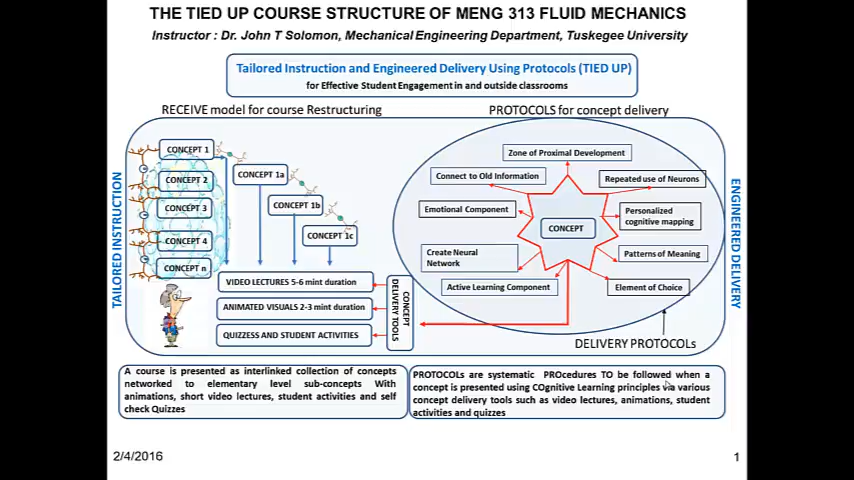 THE TIED UP COURSE STRUCTURE OF MENG 313 FLUID MECHANICS
Instructor : Dr. John T Solomon, Mechanical Engineering Department, Tuskegee University
Tailored Instruction and Engineered Delivery Using Protocols (TIED UP)
for Effective Student Engagement in and outside classrooms
RECEIVE model for course Restructuring
PROTOCOLS for concept delivery
TAILORED INSTRUCTION
CONCEPT 1
CONCEPT 2
CONCEPT 3
CONCEPT 4
CONCEPT n
CONCEPT 1a
CONCEPT 1b
CONCEPT 1c
VIDEO LECTURES 5-6 mint duration
ANIMATED VISUALS 2-3 mint duration
QUIZZESS AND STUDENT ACTIVITIES
CONCEPT
DELIVERY TOOLS
Zone of Proximal Development
Connect to Old Information
Repeated use of Neurons
Emotional Component
Personalized
cognitive mapping
CONCEPT
Create Neural
Network
Patterns of Meaning
Active Learning Component
Element of Choice
DELIVERY PROTOCOLs
ENGINEERED DELIVERY
A course is presented as interlinked collection of concepts
networked to elementary level sub-concepts With
animations, short video lectures, student activities and self
check Quizzes
PROTOCOLs are systematic PROcedures TO be followed when a
concept is presented using COgnitive Learning principles via various
concept delivery tools such as video lectures, animations, student
activities and quizzes
2/4/2016
1